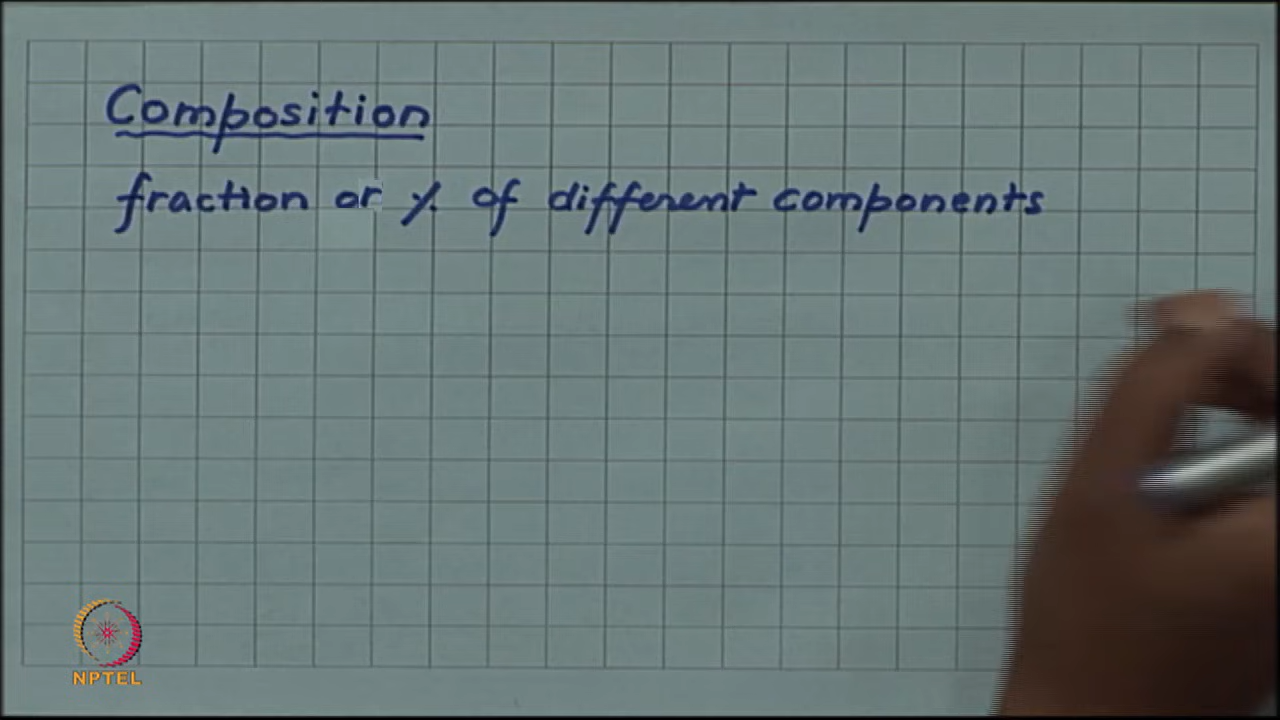 Composition
fraction or % of different components
NPTEL